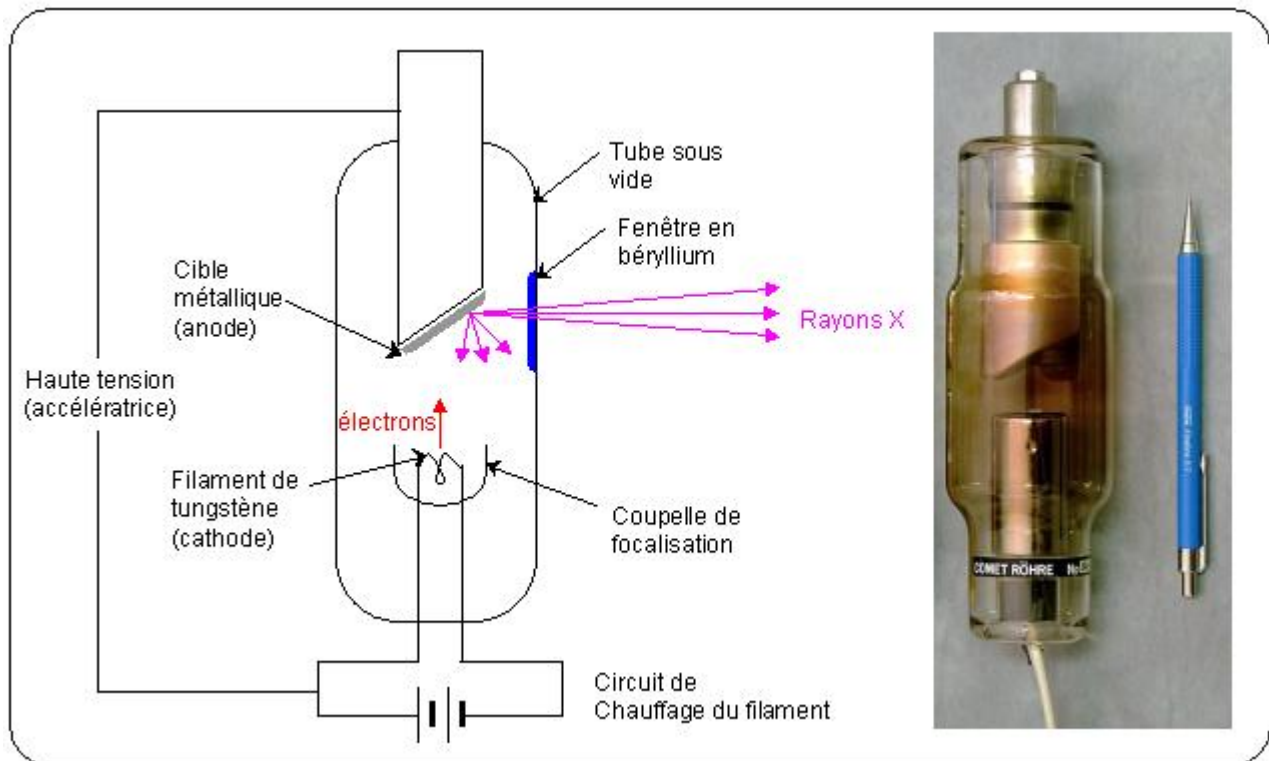 Tube sous
vide
Fenêtre en
béryllium
Cible
métallique
(anode)
Rayons X
Haute tension
(accélératrice)
électrons
Filament de
tungstène
(cathode)
Coupelle de
focalisation
Circuit de
Chauffage du filament
COMET RÖHRE No